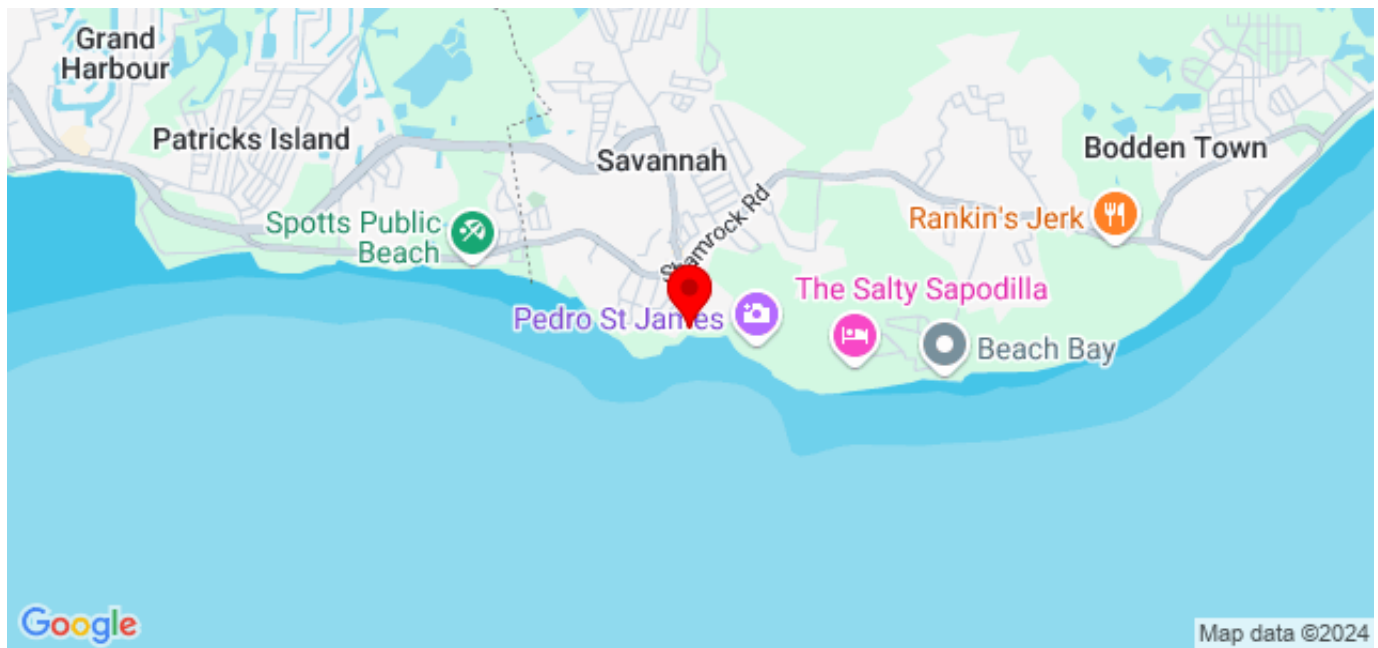 Grand
Harbour
Patricks Island
Savannah
Bodden Town
Shamrock Rd
Spotts Public
Beach
Rankin's Jerk
The Salty Sapodilla
Pedro St James
Beach Bay
Google
Map data ©2024